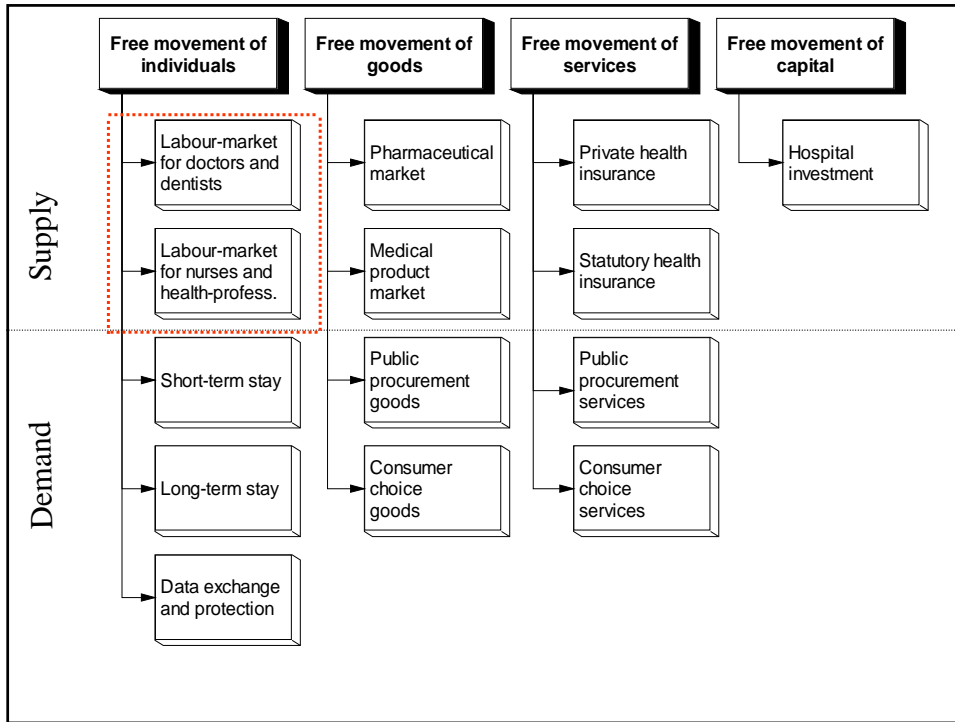 Free movement of
individuals
Free movement of
goods
Free movement of
services
Free movement of
capital
Supply
Labour-market
for doctors and
dentists
Pharmaceutical
market
Private health
insurance
Hospital
investment
Labour-market
for nurses and
health-profess.
Medical
product
market
Statutory health
insurance
Demand
Short-term stay
Public
procurement
goods
Public
procurement
services
Long-term stay
Consumer
choice
goods
Consumer
choice
services
Data exchange
and protection